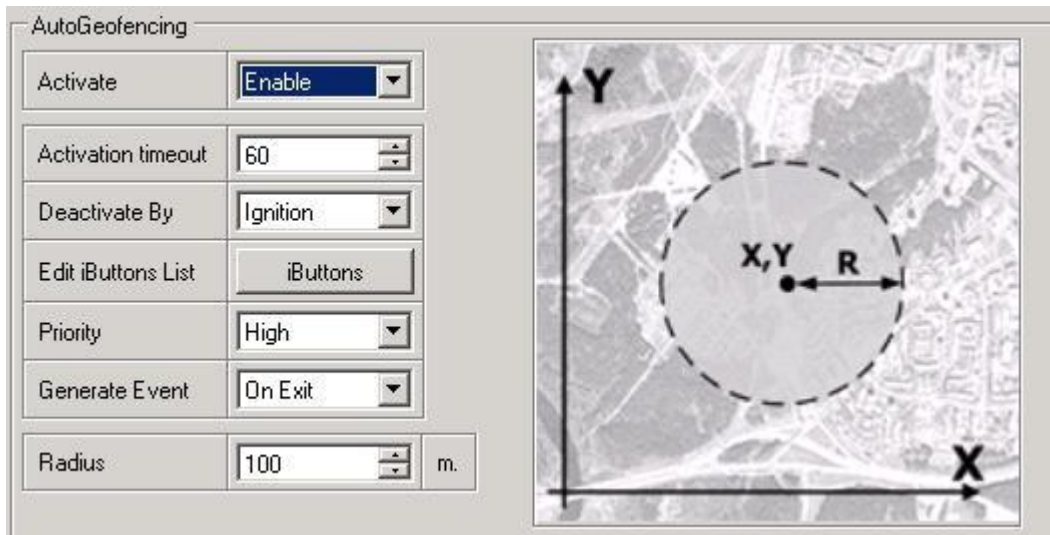 AutoGeofencing
Activate Enable
Activation timeout 60
Deactivate By Ignition
Edit iButtons List iButtons
Priority High
Generate Event On Exit
Radius 100 m.
Y
X,Y R
X